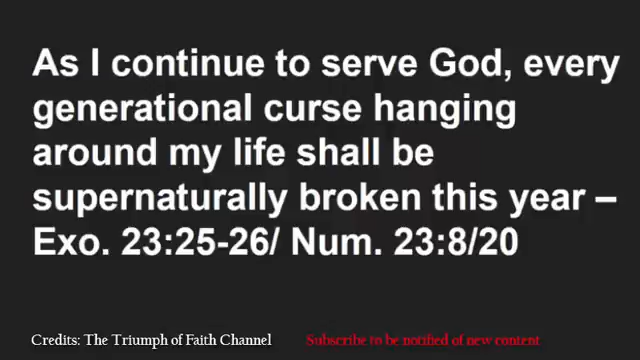 As I continue to serve God, every
generational curse hanging
around my life shall be
supernaturally broken this year –
Exo. 23:25-26/ Num. 23:8/20
Credits: The Triumph of Faith Channel
Subscribe to be notified of new content